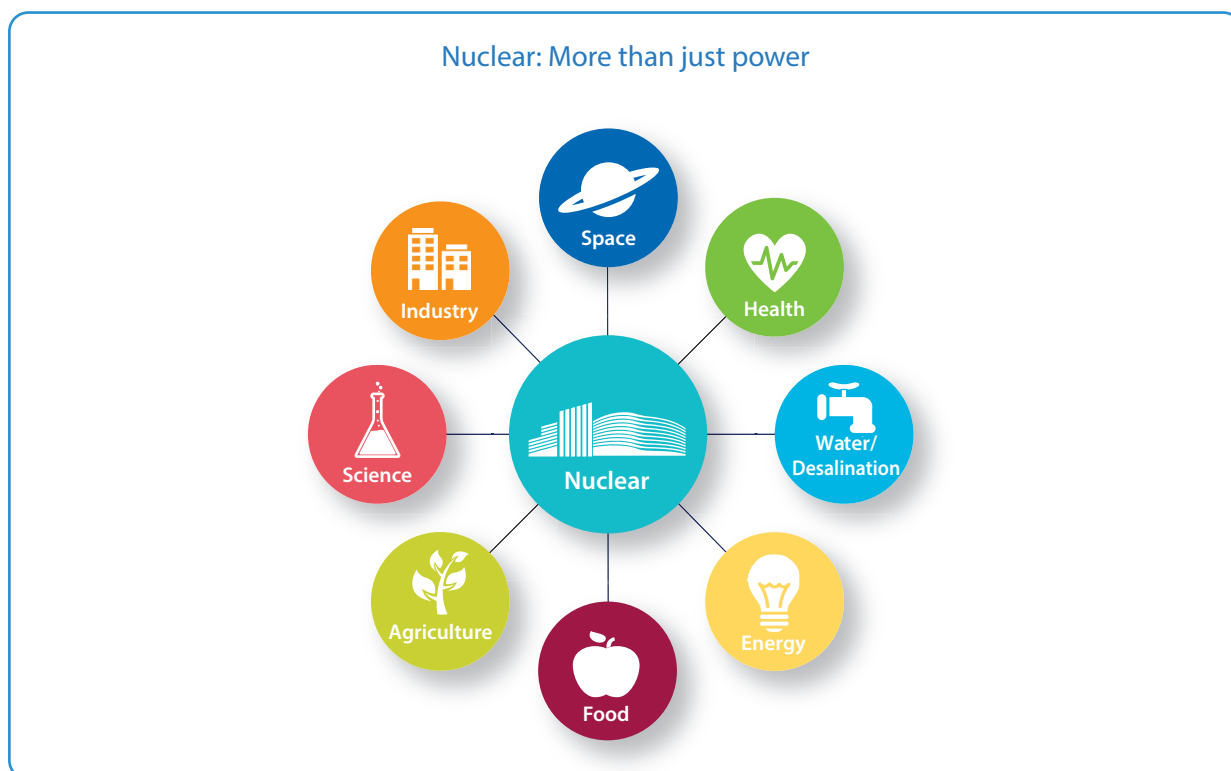 Nuclear: More than just power
Space
Health
Industry
Water/
Desalination
Nuclear
Science
Energy
Agriculture
Food